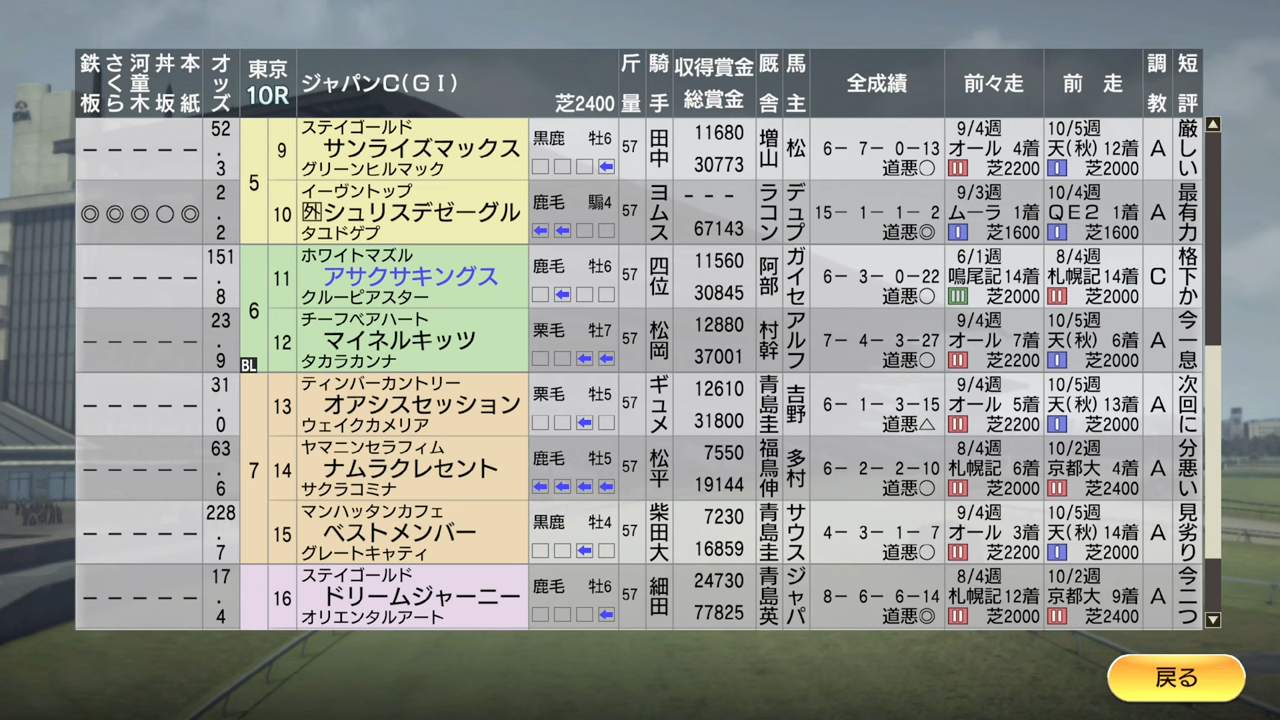 鉄板 さくら 河童木 丼坂 本紙 オッズ 東京10R ジャパンC(GⅠ) 芝2400 斤量 騎手 収得賞金 総賞金 厩舎 馬主 全成績 前々走 前 走 調教 短評
－－－－－ 52.3 5 9 ステイゴールド 黒鹿 牡6 57 田中 11680 増山 松 6－ 7－ 0－13 9/4週 10/5週 A 厳しい
サンライズマックス オール 4着 天(秋) 12着
グリーンヒルマック 30773 道悪○ Ⅱ 芝2200 Ⅰ 芝2000
◎◎◎○◎ 2.2 10 イーヴントップ 鹿毛 騸4 57 ヨムス --- ラコン デュプ 15－ 1－ 1－ 2 9/3週 10/4週 A 最有力
外 シュリスデゼーグル ムーラ 1着 QE2 1着
タユドゲプ 67143 道悪◎ Ⅰ 芝1600 Ⅰ 芝1600
－－－－－ 151.8 6 11 ホワイトマズル 鹿毛 牡6 57 四位 11560 阿部 ガイセ 6－ 3－ 0－22 6/1週 8/4週 C 格下か
アサクサキングス 鳴尾記 14着 札幌記 14着
クルーピアスター 30845 道悪○ Ⅲ 芝2000 Ⅱ 芝2000
－－－－－ 23.9 12 チーフベアハート 栗毛 牡7 57 松岡 12880 村幹 アルフ 7－ 4－ 3－27 9/4週 10/5週 A 今一息
マイネルキッツ オール 7着 天(秋) 6着
BL タカラカンナ 37001 道悪○ Ⅱ 芝2200 Ⅰ 芝2000
－－－－－ 31.0 7 13 ティンバーカントリー 栗毛 牡5 57 ギュメ 12610 青島圭 吉野 6－ 1－ 3－15 9/4週 10/5週 A 次回に
オアシスセッション オール 5着 天(秋) 13着
ウェイクカメリア 31800 道悪△ Ⅱ 芝2200 Ⅰ 芝2000
－－－－－ 63.6 14 ヤマニンセラフィム 鹿毛 牡5 57 松平 7550 福鳥伸 多村 6－ 2－ 2－10 8/4週 10/2週 A 分悪い
ナムラクレセント 札幌記 6着 京都大 4着
サクラコミナ 19144 道悪○ Ⅱ 芝2000 Ⅱ 芝2400
－－－－－ 228.7 15 マンハッタンカフェ 黒鹿 牡4 57 柴田大 7230 青島圭 サウス 4－ 3－ 1－ 7 9/4週 10/5週 A 見劣り
ベストメンバー オール 3着 天(秋) 14着
グレートキャティ 16859 道悪○ Ⅱ 芝2200 Ⅰ 芝2000
－－－－－ 17.4 16 ステイゴールド 鹿毛 牡6 57 細田 24730 青島英 ジャパ 8－ 6－ 6－14 8/4週 10/2週 A 今二つ
ドリームジャーニー 札幌記 12着 京都大 9着
オリエンタルアート 77825 道悪◎ Ⅱ 芝2000 Ⅱ 芝2400
戻る